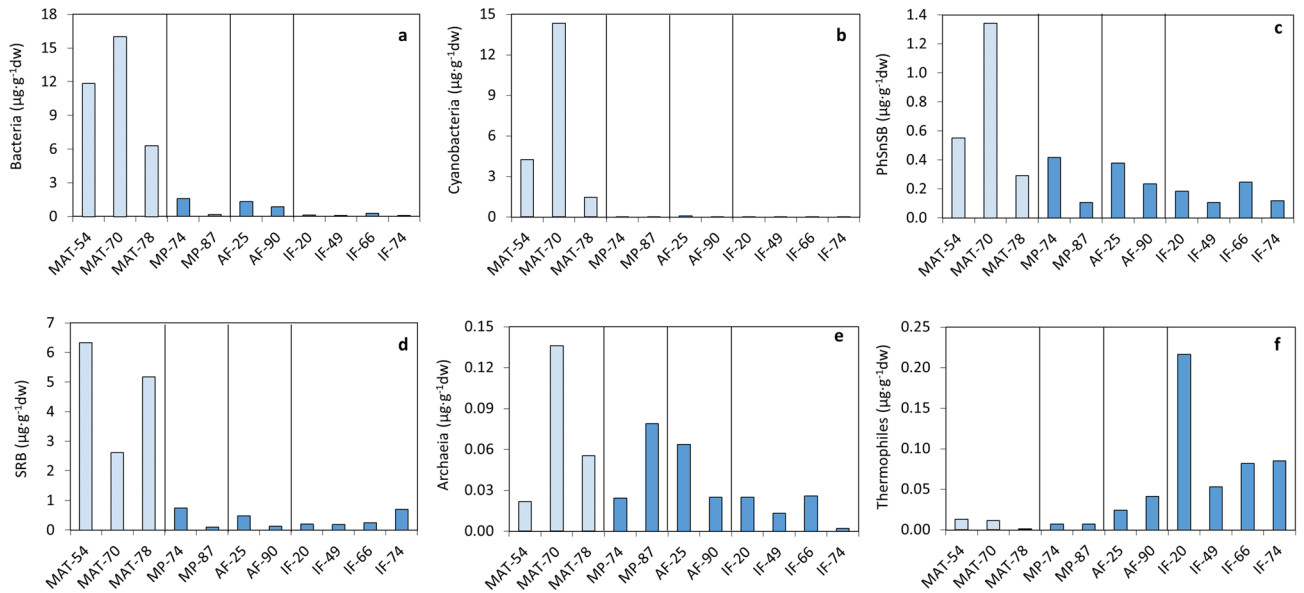 a
Bacteria (µg·g⁻¹dw)
18
15
12
9
6
3
0
MAT-54 MAT-70 MAT-78 MP-74 MP-87 AF-25 AF-90 IF-20 IF-49 IF-66 IF-74
b
Cyanobacteria (µg·g⁻¹dw)
15
12
9
6
3
0
MAT-54 MAT-70 MAT-78 MP-74 MP-87 AF-25 AF-90 IF-20 IF-49 IF-66 IF-74
c
PhSnSB (µg·g⁻¹dw)
1.4
1.2
1.0
0.8
0.6
0.4
0.2
0.0
MAT-54 MAT-70 MAT-78 MP-74 MP-87 AF-25 AF-90 IF-20 IF-49 IF-66 IF-74
d
SRB (µg·g⁻¹dw)
7
6
5
4
3
2
1
0
MAT-54 MAT-70 MAT-78 MP-74 MP-87 AF-25 AF-90 IF-20 IF-49 IF-66 IF-74
e
Archaeia (µg·g⁻¹dw)
0.15
0.12
0.09
0.06
0.03
0.00
MAT-54 MAT-70 MAT-78 MP-74 MP-87 AF-25 AF-90 IF-20 IF-49 IF-66 IF-74
f
Thermophiles (µg·g⁻¹dw)
0.25
0.20
0.15
0.10
0.05
0.00
MAT-54 MAT-70 MAT-78 MP-74 MP-87 AF-25 AF-90 IF-20 IF-49 IF-66 IF-74